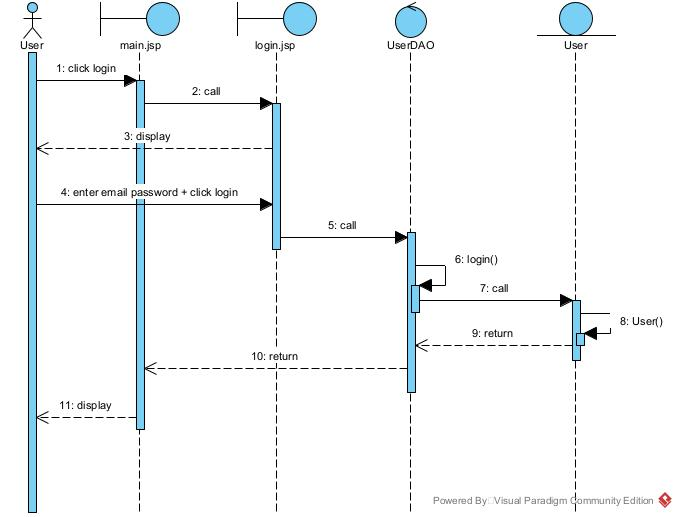 User
main.jsp
login.jsp
UserDAO
User
1: click login
2: call
3: display
4: enter email password + click login
5: call
6: login()
7: call
8: User()
9: return
10: return
11: display
Powered By Visual Paradigm Community Edition